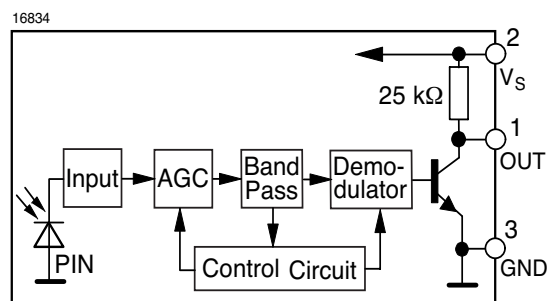 16834
2
V_S
25 kΩ
1
OUT
Input
AGC
Band
Pass
Demo-
dulator
3
GND
PIN
Control Circuit